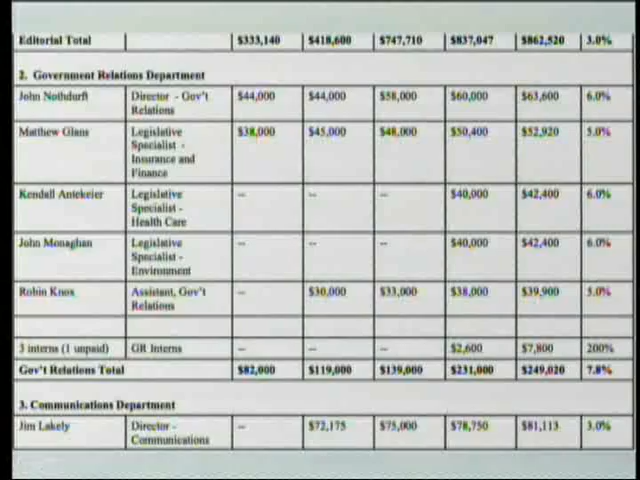 Editorial Total $333,140 $418,600 $747,710 $837,047 $862,520 3.0%
2. Government Relations Department
John Nothdurft Director - Gov't $44,000 $44,000 $58,000 $60,000 $63,600 6.0%
Relations
Matthew Glans Legislative $38,000 $45,000 $48,000 $50,400 $52,920 5.0%
Specialist -
Insurance and
Finance
Kendall Antekeier Legislative -- -- -- $40,000 $42,400 6.0%
Specialist -
Health Care
John Monaghan Legislative -- -- -- $40,000 $42,400 6.0%
Specialist -
Environment
Robin Knox Assistant, Gov't -- $30,000 $33,000 $38,000 $39,900 5.0%
Relations
3 interns (1 unpaid) GR Interns -- -- -- $2,600 $7,800 200%
Gov't Relations Total $82,000 $119,000 $139,000 $231,000 $249,020 7.8%
3. Communications Department
Jim Lakely Director - -- $72,175 $75,000 $78,750 $81,113 3.0%
Communications